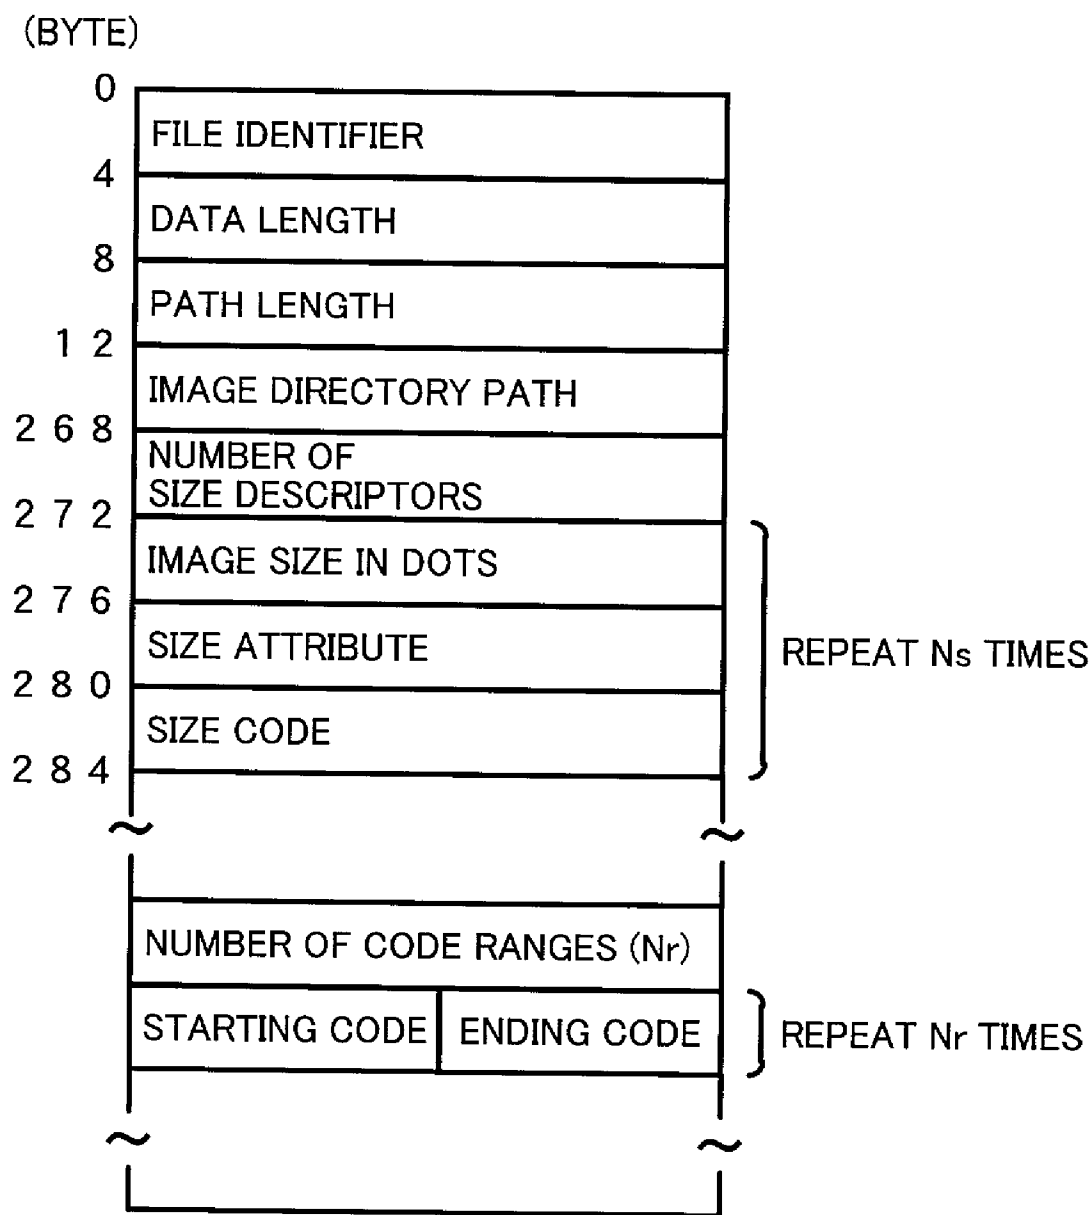 (BYTE)
0
FILE IDENTIFIER
4
DATA LENGTH
8
PATH LENGTH
12
IMAGE DIRECTORY PATH
268
NUMBER OF
SIZE DESCRIPTORS
272
IMAGE SIZE IN DOTS
276
SIZE ATTRIBUTE
REPEAT Ns TIMES
280
SIZE CODE
284
NUMBER OF CODE RANGES (Nr)
STARTING CODE ENDING CODE REPEAT Nr TIMES